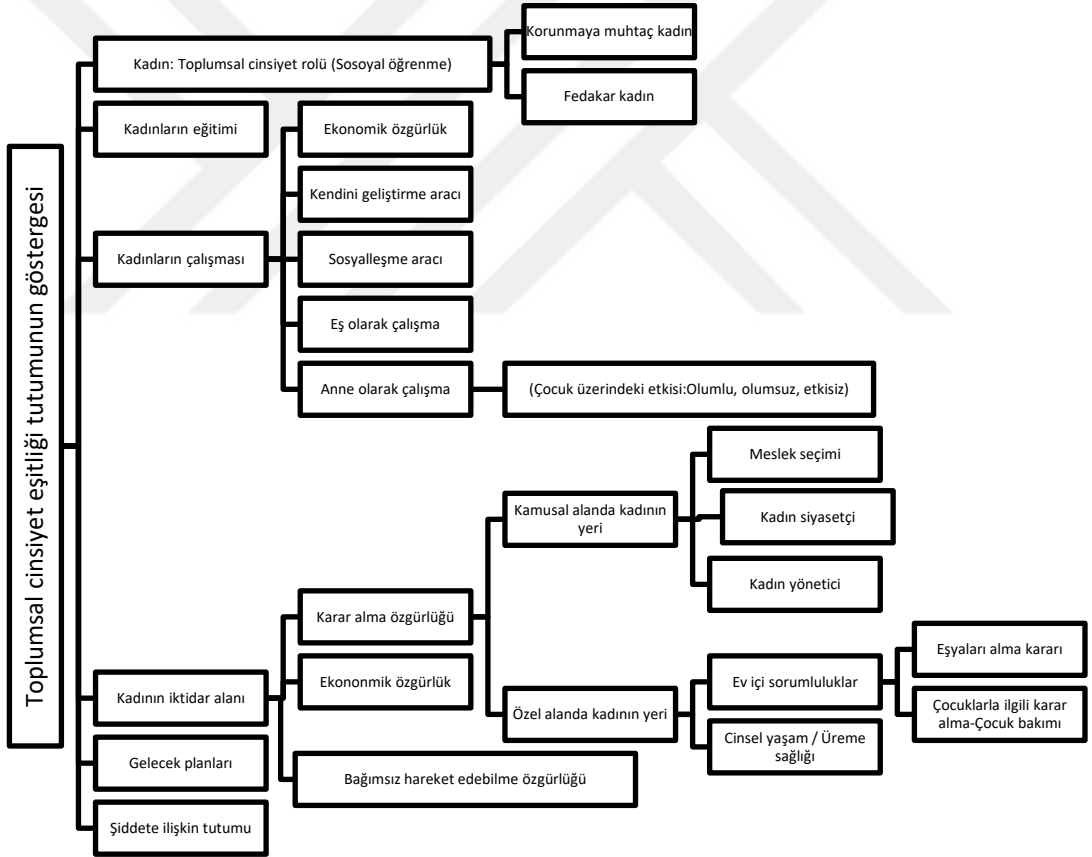 Toplumsal cinsiyet eşitliği tutumunun göstergesi
Kadın: Toplumsal cinsiyet rolü (Sosoyal öğrenme)
Korunmaya muhtaç kadın
Fedakar kadın
Kadınların eğitimi
Kadınların çalışması
Ekonomik özgürlük
Kendini geliştirme aracı
Sosyalleşme aracı
Eş olarak çalışma
Anne olarak çalışma
(Çocuk üzerindeki etkisi:Olumlu, olumsuz, etkisiz)
Kadının iktidar alanı
Karar alma özgürlüğü
Kamusal alanda kadının
yeri
Meslek seçimi
Kadın siyasetçi
Kadın yönetici
Özel alanda kadının yeri
Ev içi sorumluluklar
Eşyaları alma kararı
Çocuklarla ilgili karar
alma-Çocuk bakımı
Cinsel yaşam / Üreme
sağlığı
Ekononmik özgürlük
Bağımsız hareket edebilme özgürlüğü
Gelecek planları
Şiddete ilişkin tutumu